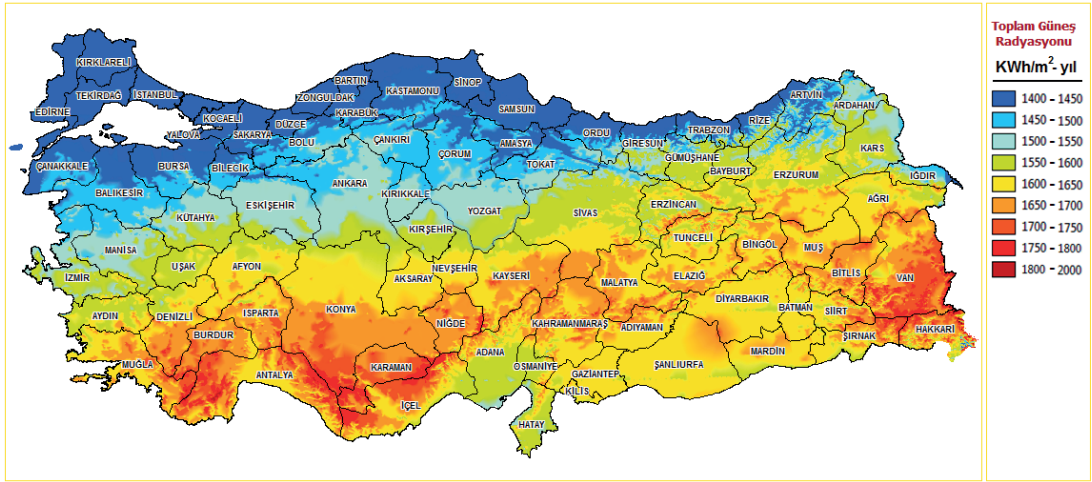 Toplam Güneş
Radyasyonu
KWh/m²- yıl
1400 - 1450
1450 - 1500
1500 - 1550
1550 - 1600
1600 - 1650
1650 - 1700
1700 - 1750
1750 - 1800
1800 - 2000
KIRKLARELİ
TEKİRDAĞ
İSTANBUL
EDİRNE
KOCAELİ
YALOVA
SAKARYA
DÜZCE
ZONGULDAK
BARTIN
KARABÜK
KASTAMONU
SİNOP
SAMSUN
ORDU
GİRESUN
TRABZON
RİZE
ARTVİN
ARDAHAN
ÇANAKKALE
BURSA
BİLECİK
BOLU
ÇANKIRI
ÇORUM
AMASYA
TOKAT
GÜMÜŞHANE
BAYBURT
ERZURUM
KARS
IĞDIR
BALIKESİR
KÜTAHYA
ESKİŞEHİR
ANKARA
KIRIKKALE
YOZGAT
SİVAS
ERZİNCAN
AĞRI
MANİSA
İZMİR
UŞAK
AFYON
KIRŞEHİR
NEVŞEHİR
AKSARAY
KAYSERİ
MALATYA
TUNCELİ
ELAZIĞ
BİNGÖL
MUŞ
BİTLİS
VAN
AYDIN
DENİZLİ
ISPARTA
BURDUR
KONYA
NİĞDE
KAHRAMANMARAŞ
ADIYAMAN
DİYARBAKIR
BATMAN
SİİRT
ŞIRNAK
HAKKARİ
MUĞLA
ANTALYA
KARAMAN
İÇEL
ADANA
OSMANİYE
GAZİANTEP
KİLİS
ŞANLIURFA
MARDİN
HATAY